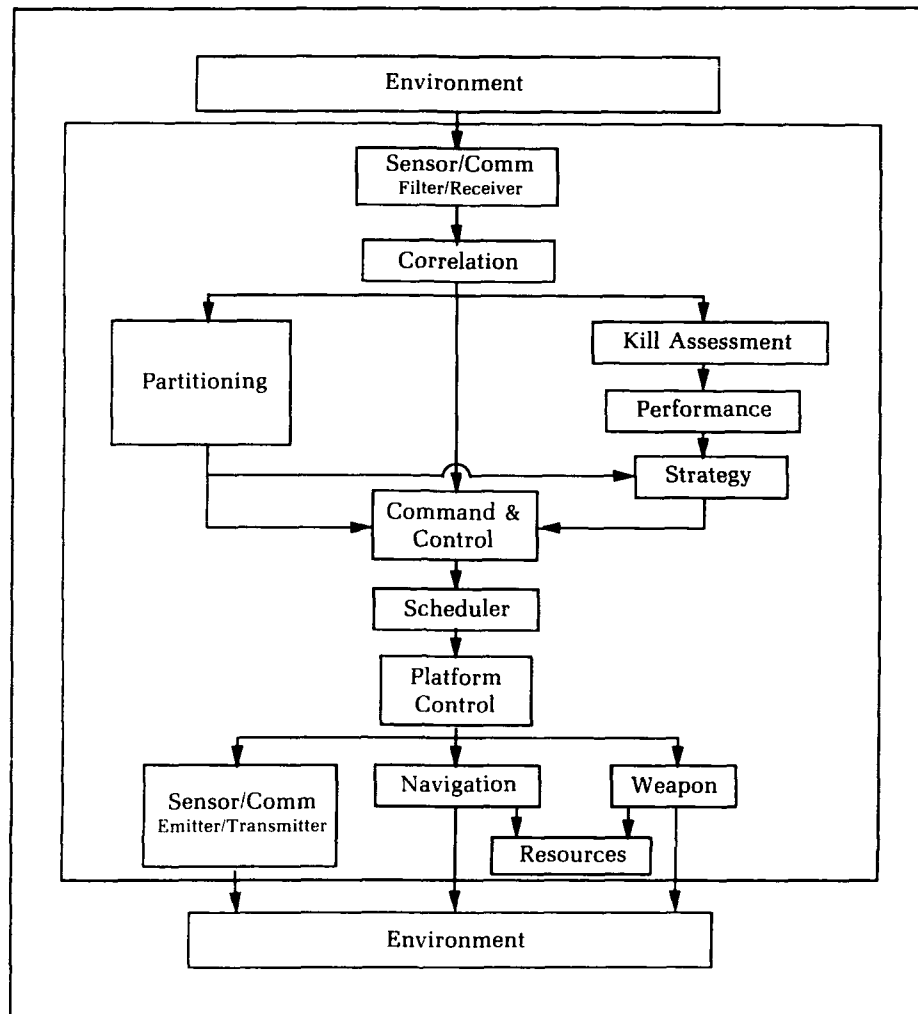 Environment
Sensor/Comm
Filter/Receiver
Correlation
Partitioning
Kill Assessment
Performance
Strategy
Command &
Control
Scheduler
Platform
Control
Sensor/Comm
Emitter/Transmitter
Navigation
Weapon
Resources
Environment